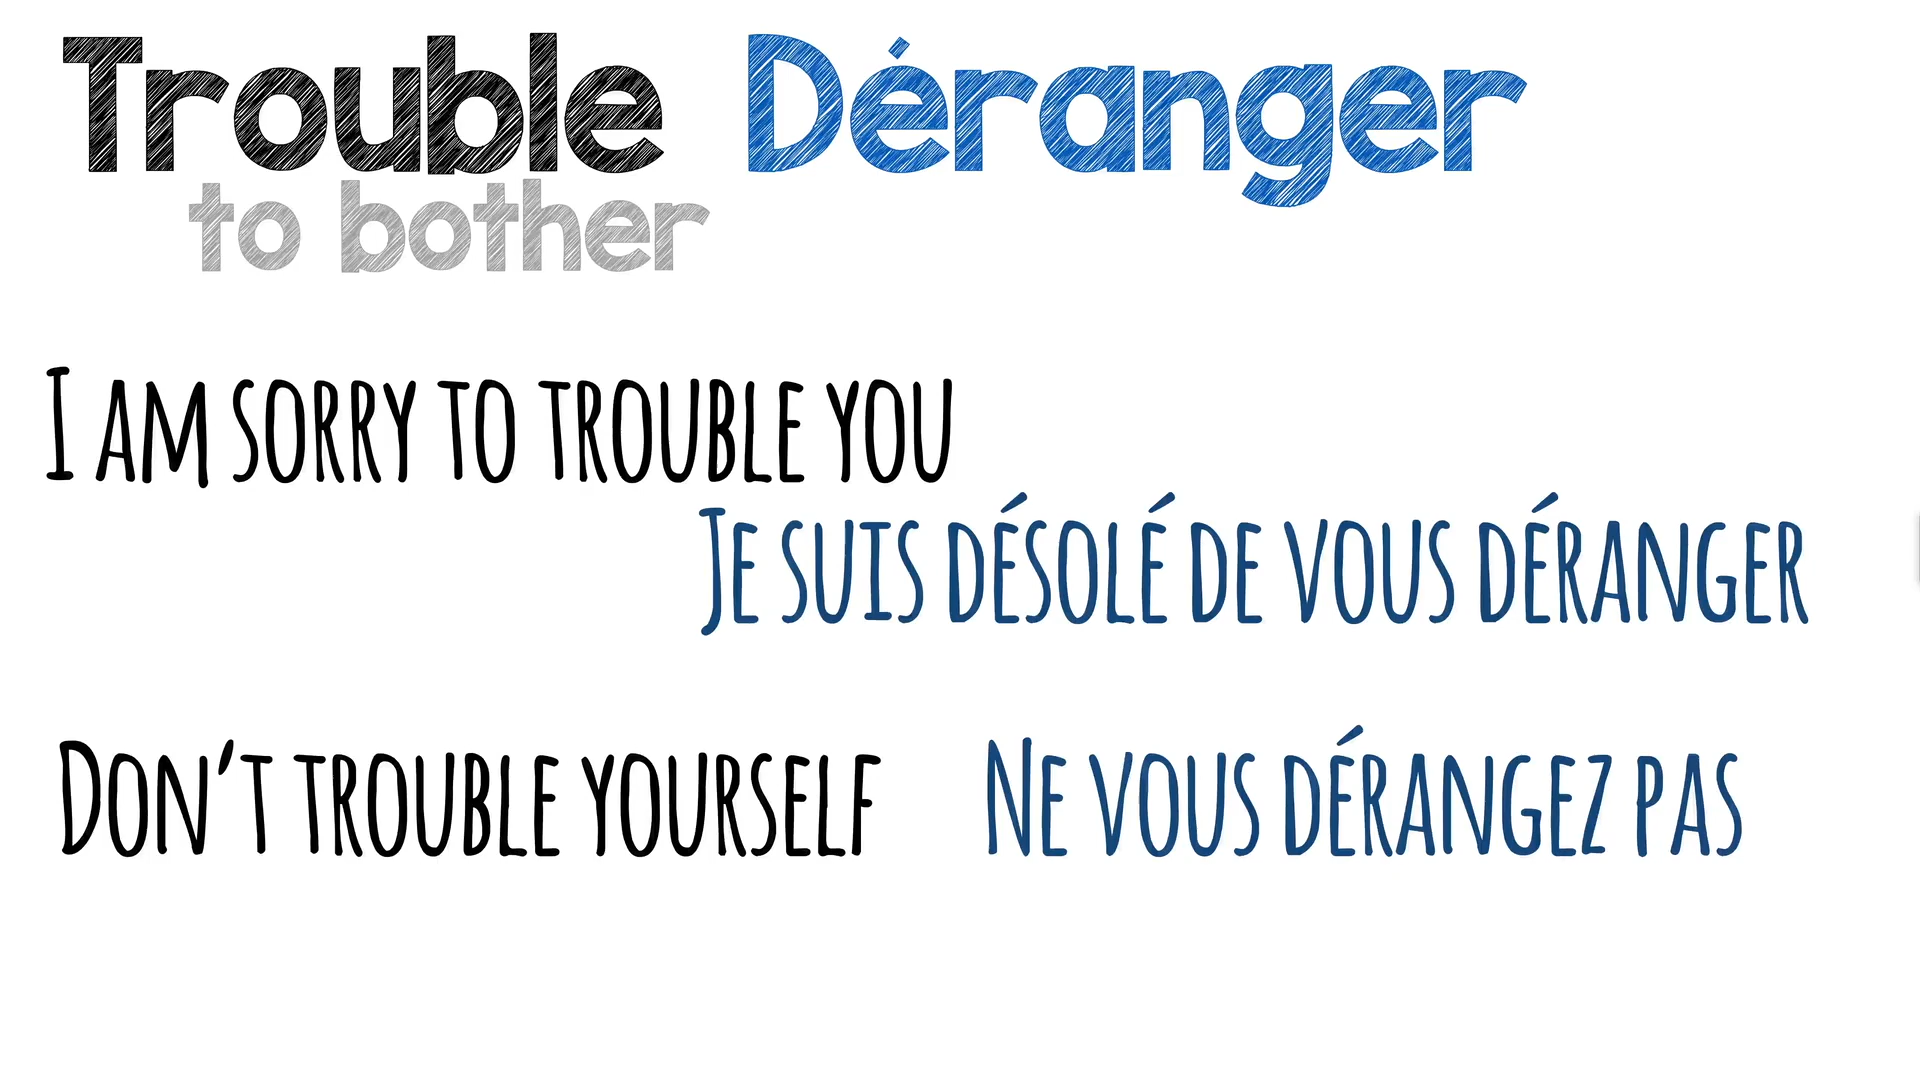 Trouble Déranger
to bother
I am sorry to trouble you
Je suis désolé de vous déranger
Don't trouble yourself Ne vous dérangez pas